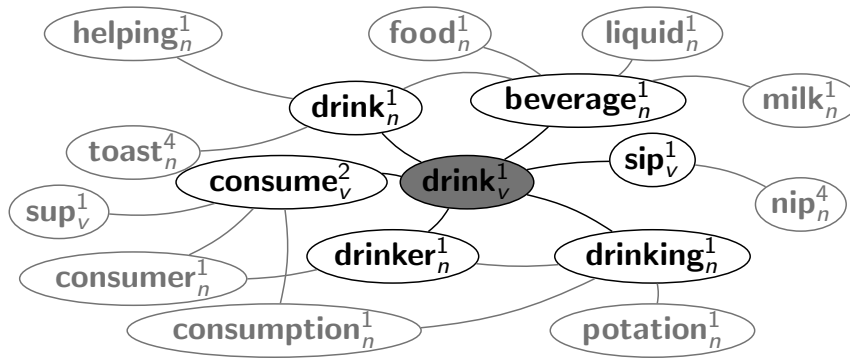 helping¹ₙ
food¹ₙ
liquid¹ₙ
drink¹ₙ
beverage¹ₙ
milk¹ₙ
toast⁴ₙ
consume²ᵥ
drink¹ᵥ
sip¹ᵥ
sup¹ᵥ
nip⁴ₙ
drinker¹ₙ
drinking¹ₙ
consumer¹ₙ
consumption¹ₙ
potation¹ₙ